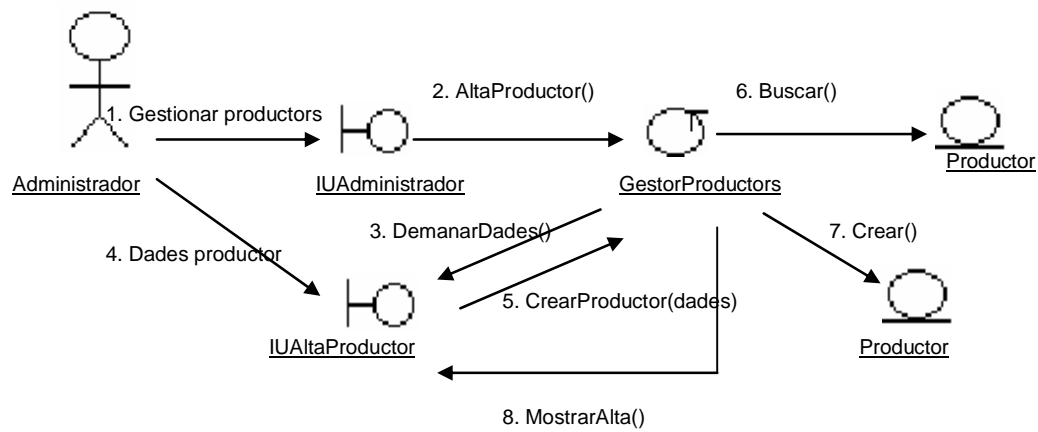 2. AltaProductor()
6. Buscar()
1. Gestionar productors
Productor
Administrador
IUAdministrador
GestorProductors
3. DemanarDades()
7. Crear()
4. Dades productor
5. CrearProductor(dades)
IUAltaProductor
Productor
8. MostrarAlta()